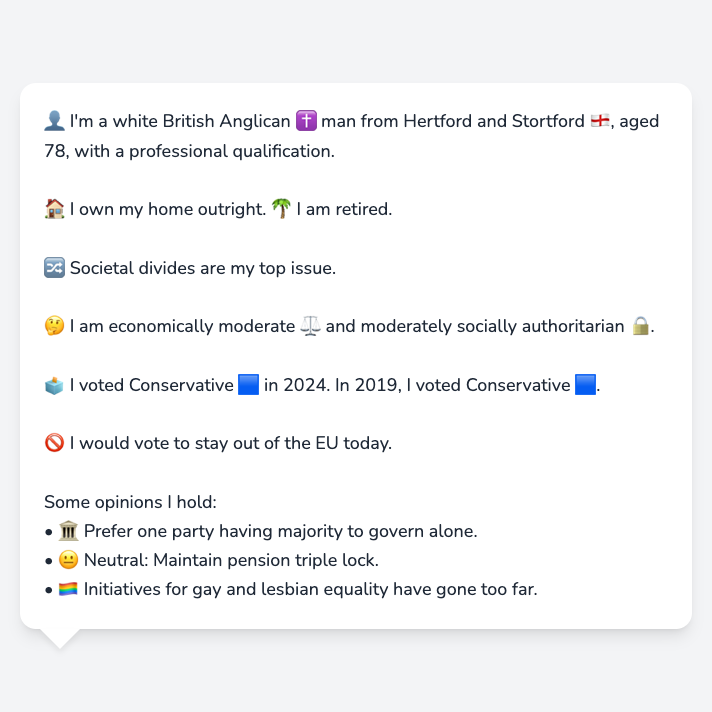 👤 I'm a white British Anglican ✝️ man from Hertford and Stortford 🏴󠁧󠁢󠁥󠁮󠁧󠁿, aged
78, with a professional qualification.
🏠 I own my home outright. 🌴 I am retired.
🔀 Societal divides are my top issue.
🤔 I am economically moderate ⚖️ and moderately socially authoritarian 🔒.
🗳️ I voted Conservative 🟦 in 2024. In 2019, I voted Conservative 🟦.
🚫 I would vote to stay out of the EU today.
Some opinions I hold:
• 🏛️ Prefer one party having majority to govern alone.
• 😐 Neutral: Maintain pension triple lock.
• 🏳️‍🌈 Initiatives for gay and lesbian equality have gone too far.